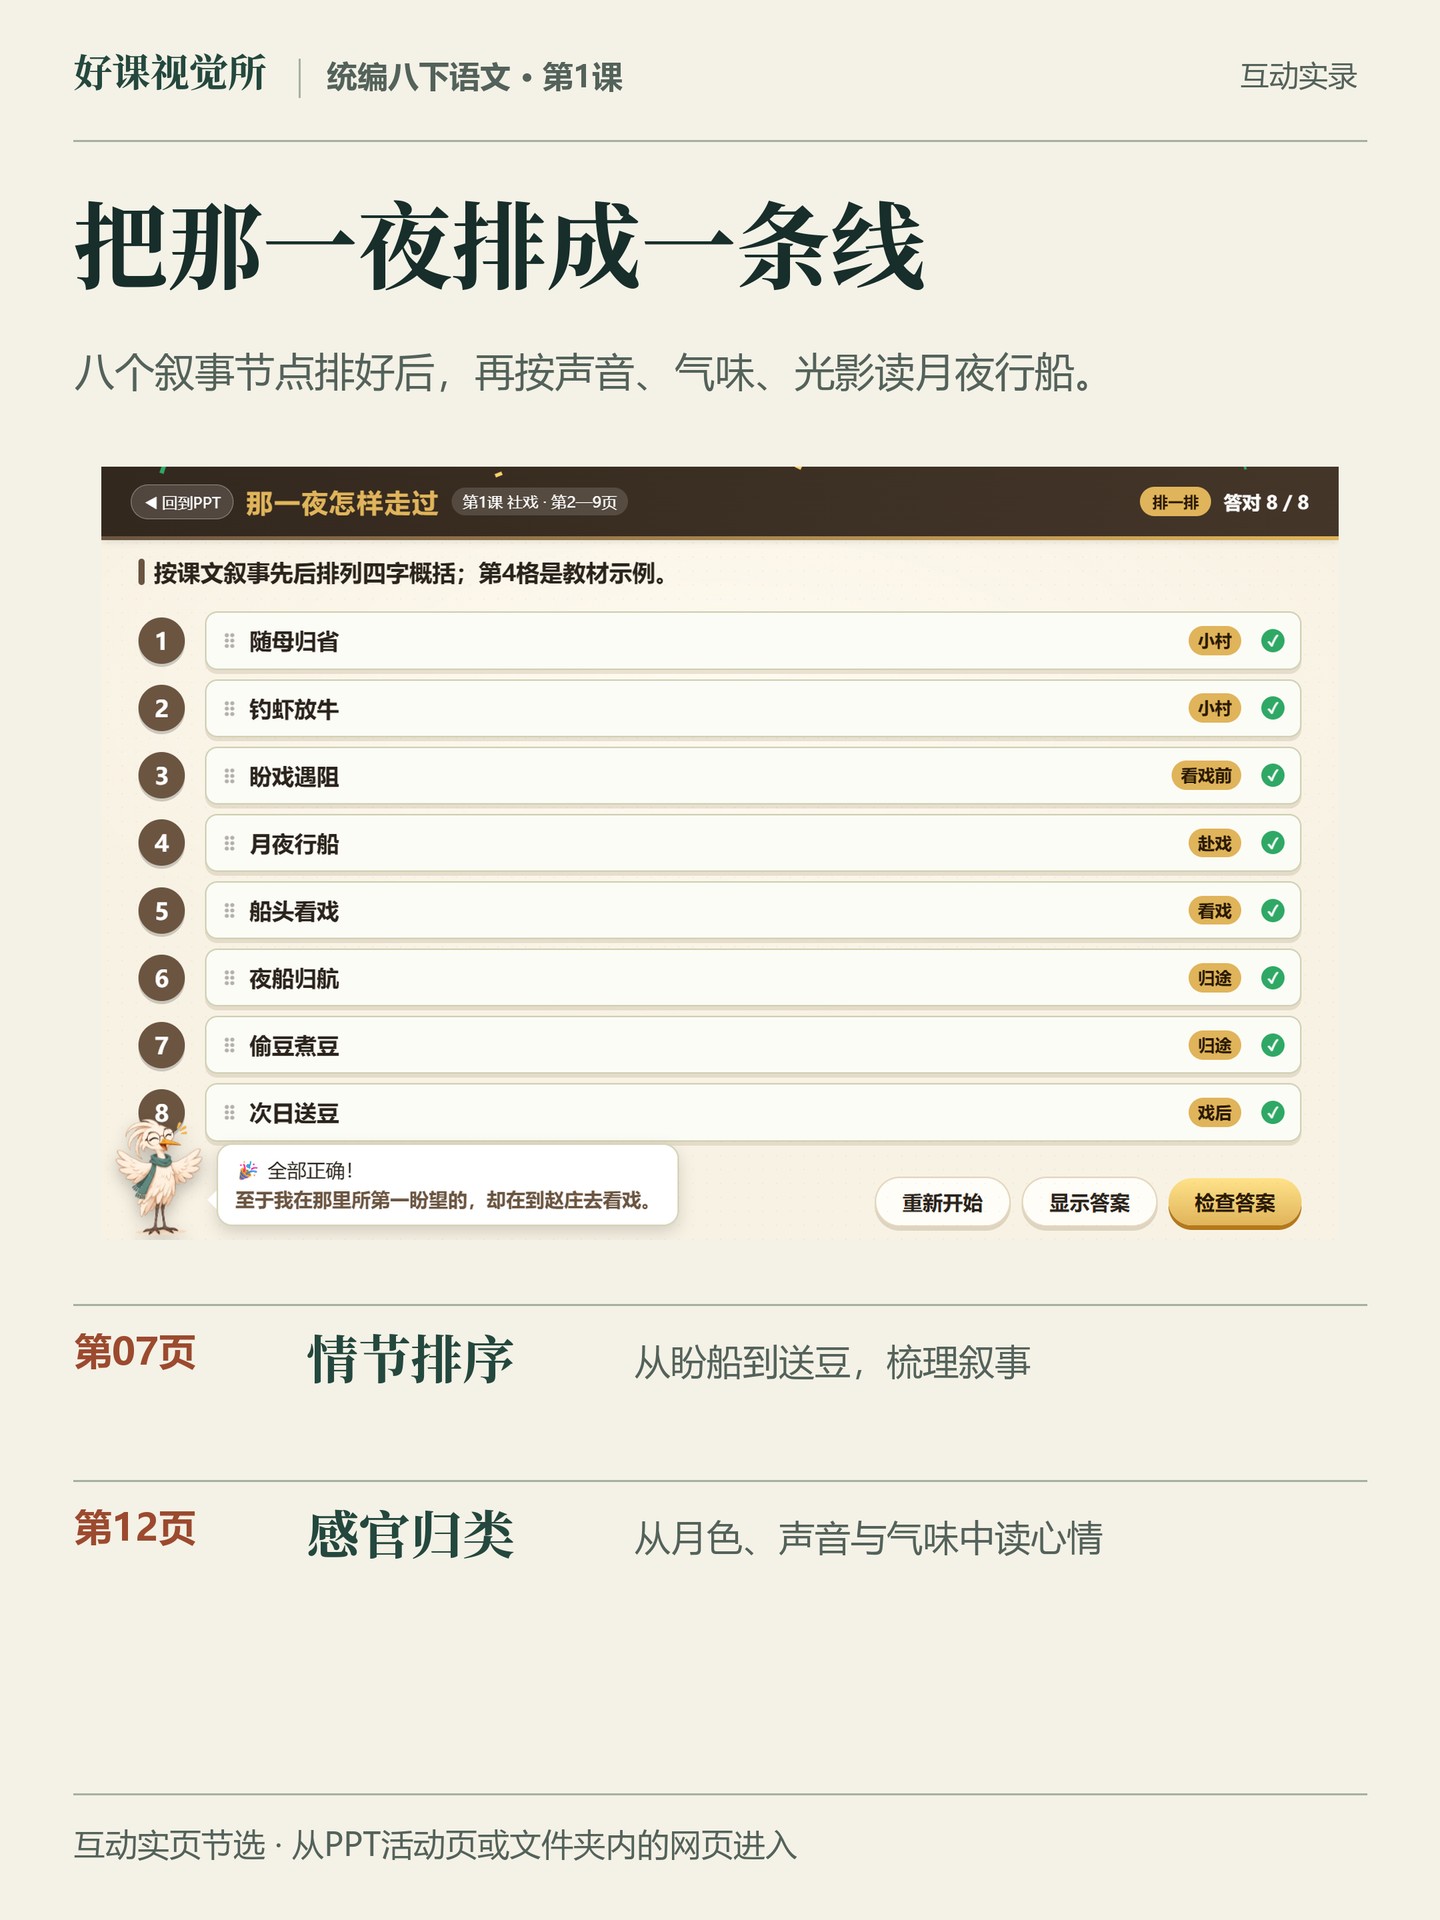 好课视觉所 统编八下语文 • 第1课 互动实录
把那一夜排成一条线
八个叙事节点排好后，再按声音、气味、光影读月夜行船。
◀ 回到PPT 那一夜怎样走过 第1课 社戏 · 第2—9页 排一排 答对 8 / 8
按课文叙事先后排列四字概括；第4格是教材示例。
1 随母归省 小村
2 钓虾放牛 小村
3 盼戏遇阻 看戏前
4 月夜行船 赴戏
5 船头看戏 看戏
6 夜船归航 归途
7 偷豆煮豆 归途
8 次日送豆 戏后
🎉 全部正确！
至于我在那里所第一盼望的，却在到赵庄去看戏。
重新开始 显示答案 检查答案
第07页 情节排序 从盼船到送豆，梳理叙事
第12页 感官归类 从月色、声音与气味中读心情
互动实页节选 · 从PPT活动页或文件夹内的网页进入